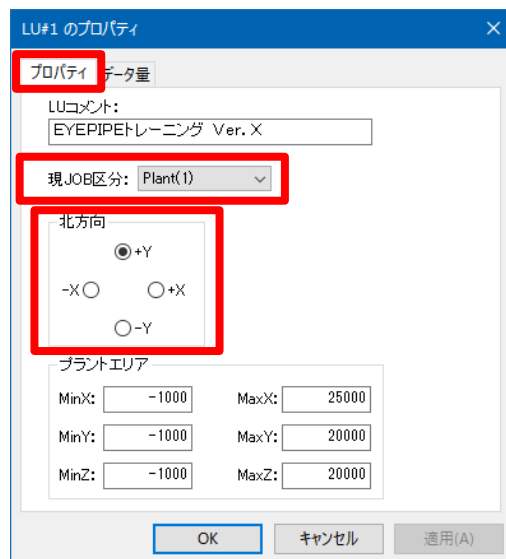 LU#1 のプロパティ
プロパティ データ量
LUコメント:
EYEPIPEトレーニング Ver.X
現JOB区分: Plant(1)
北方向
+Y
-X +X
-Y
プラントエリア
MinX: -1000 MaxX: 25000
MinY: -1000 MaxY: 20000
MinZ: -1000 MaxZ: 20000
OK キャンセル 適用(A)